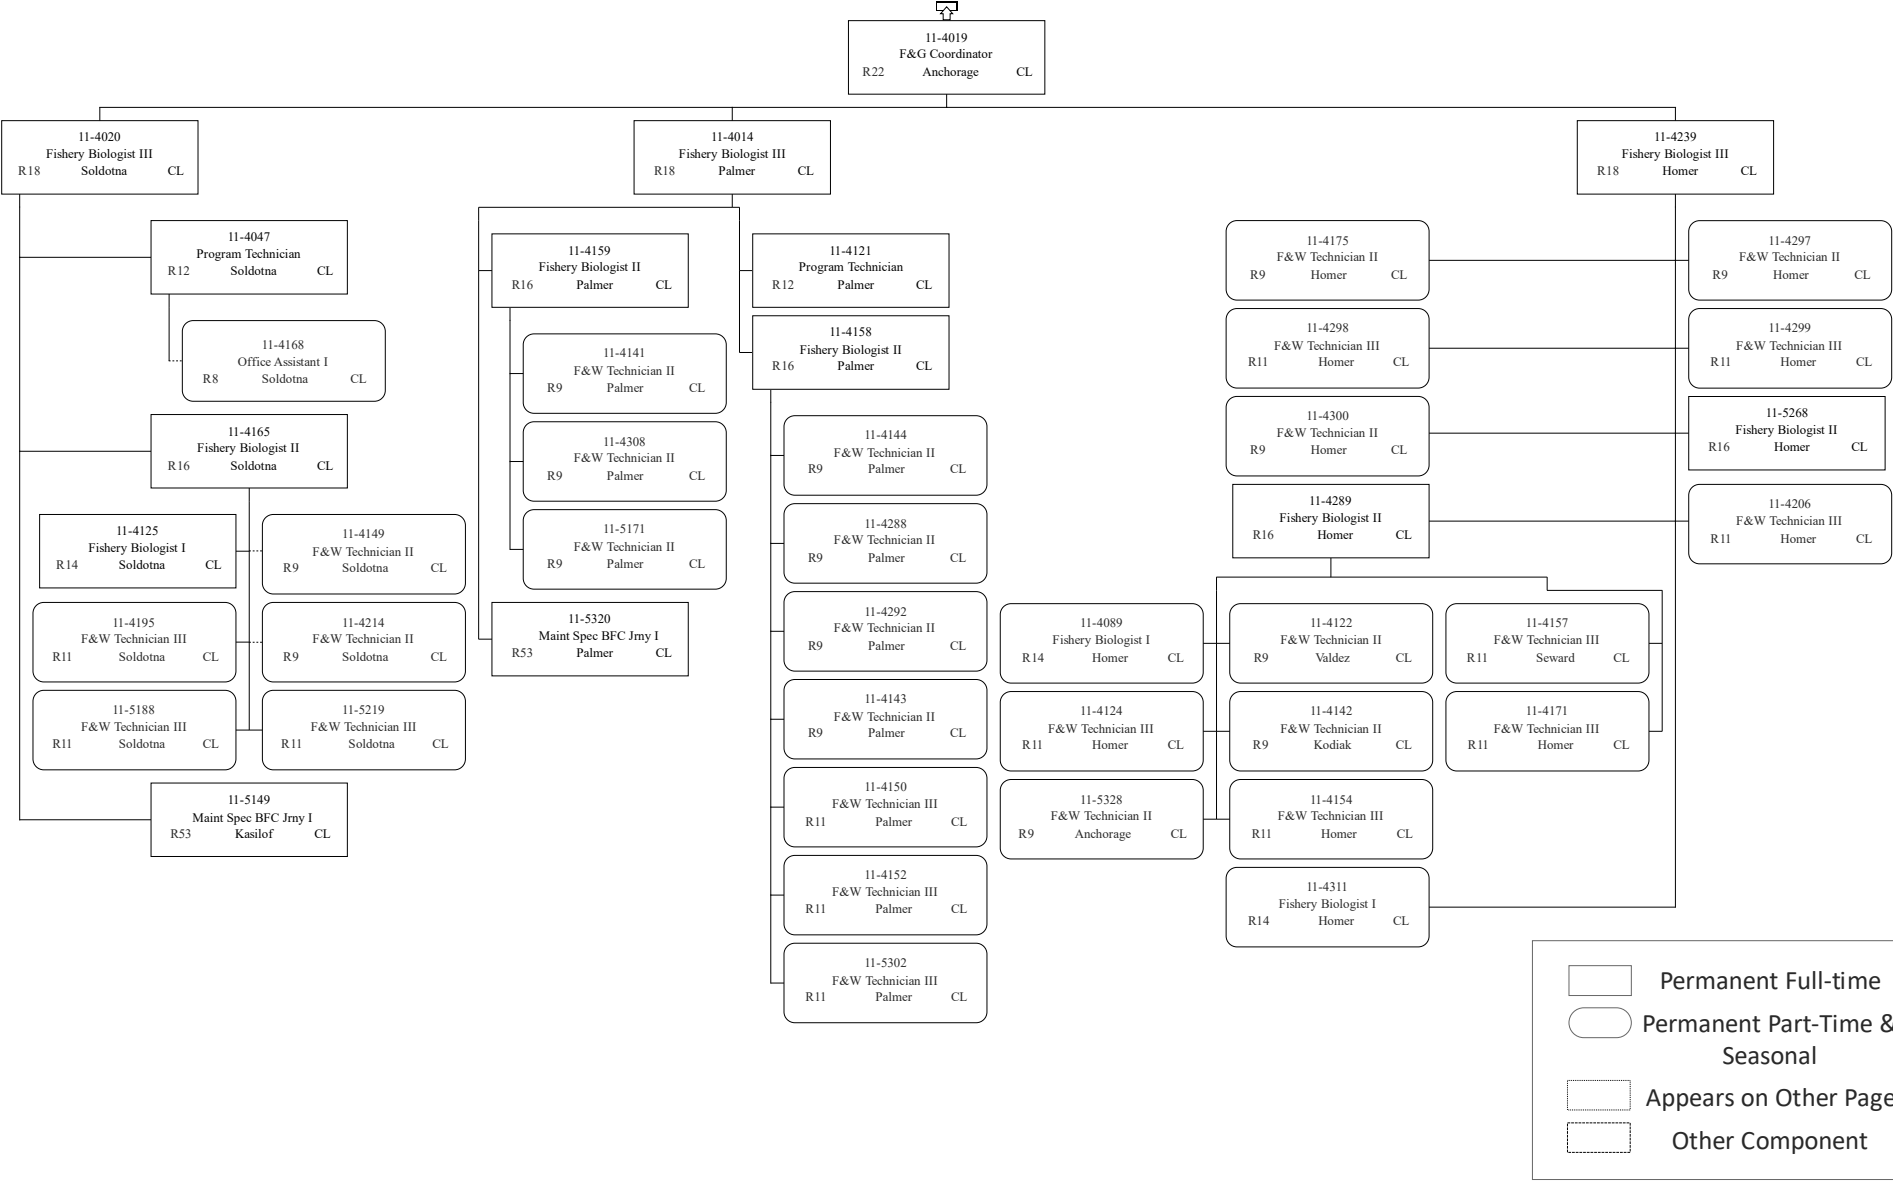 11-4019
F&G Coordinator
R22 Anchorage CL
11-4020
Fishery Biologist III
R18 Soldotna CL
11-4047
Program Technician
R12 Soldotna CL
11-4168
Office Assistant I
R8 Soldotna CL
11-4165
Fishery Biologist II
R16 Soldotna CL
11-4125
Fishery Biologist I
R14 Soldotna CL
11-4149
F&W Technician II
R9 Soldotna CL
11-4195
F&W Technician III
R11 Soldotna CL
11-4214
F&W Technician II
R9 Soldotna CL
11-5188
F&W Technician III
R11 Soldotna CL
11-5219
F&W Technician III
R11 Soldotna CL
11-5149
Maint Spec BFC Jrny I
R53 Kasilof CL
11-4014
Fishery Biologist III
R18 Palmer CL
11-4159
Fishery Biologist II
R16 Palmer CL
11-4141
F&W Technician II
R9 Palmer CL
11-4308
F&W Technician II
R9 Palmer CL
11-5171
F&W Technician II
R9 Palmer CL
11-5320
Maint Spec BFC Jrny I
R53 Palmer CL
11-4121
Program Technician
R12 Palmer CL
11-4158
Fishery Biologist II
R16 Palmer CL
11-4144
F&W Technician II
R9 Palmer CL
11-4288
F&W Technician II
R9 Palmer CL
11-4292
F&W Technician II
R9 Palmer CL
11-4143
F&W Technician II
R9 Palmer CL
11-4150
F&W Technician III
R11 Palmer CL
11-4152
F&W Technician III
R11 Palmer CL
11-5302
F&W Technician III
R11 Palmer CL
11-4239
Fishery Biologist III
R18 Homer CL
11-4175
F&W Technician II
R9 Homer CL
11-4297
F&W Technician II
R9 Homer CL
11-4298
F&W Technician III
R11 Homer CL
11-4299
F&W Technician III
R11 Homer CL
11-4300
F&W Technician II
R9 Homer CL
11-5268
Fishery Biologist II
R16 Homer CL
11-4289
Fishery Biologist II
R16 Homer CL
11-4206
F&W Technician III
R11 Homer CL
11-4089
Fishery Biologist I
R14 Homer CL
11-4122
F&W Technician II
R9 Valdez CL
11-4157
F&W Technician III
R11 Seward CL
11-4124
F&W Technician III
R11 Homer CL
11-4142
F&W Technician II
R9 Kodiak CL
11-4171
F&W Technician III
R11 Homer CL
11-5328
F&W Technician II
R9 Anchorage CL
11-4154
F&W Technician III
R11 Homer CL
11-4311
Fishery Biologist I
R14 Homer CL
Permanent Full-time
Permanent Part-Time &
Seasonal
Appears on Other Page
Other Component